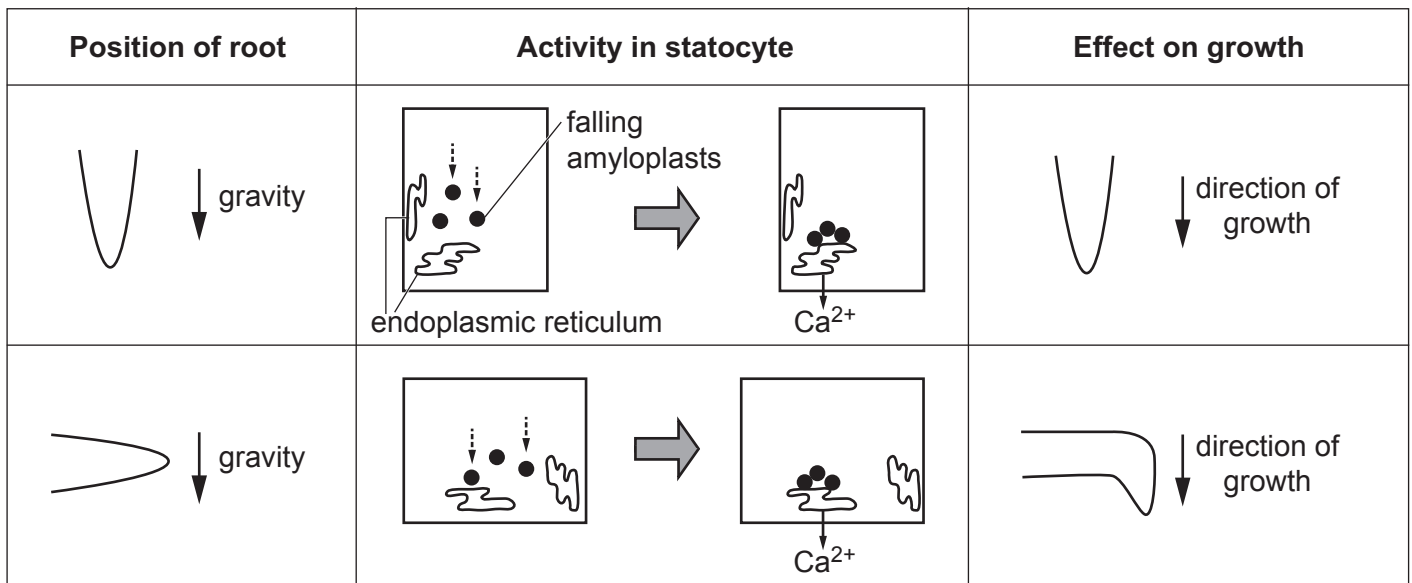 Position of root
Activity in statocyte
Effect on growth
gravity
falling
amyloplasts
endoplasmic reticulum
Ca²⁺
direction of
growth
gravity
Ca²⁺
direction of
growth